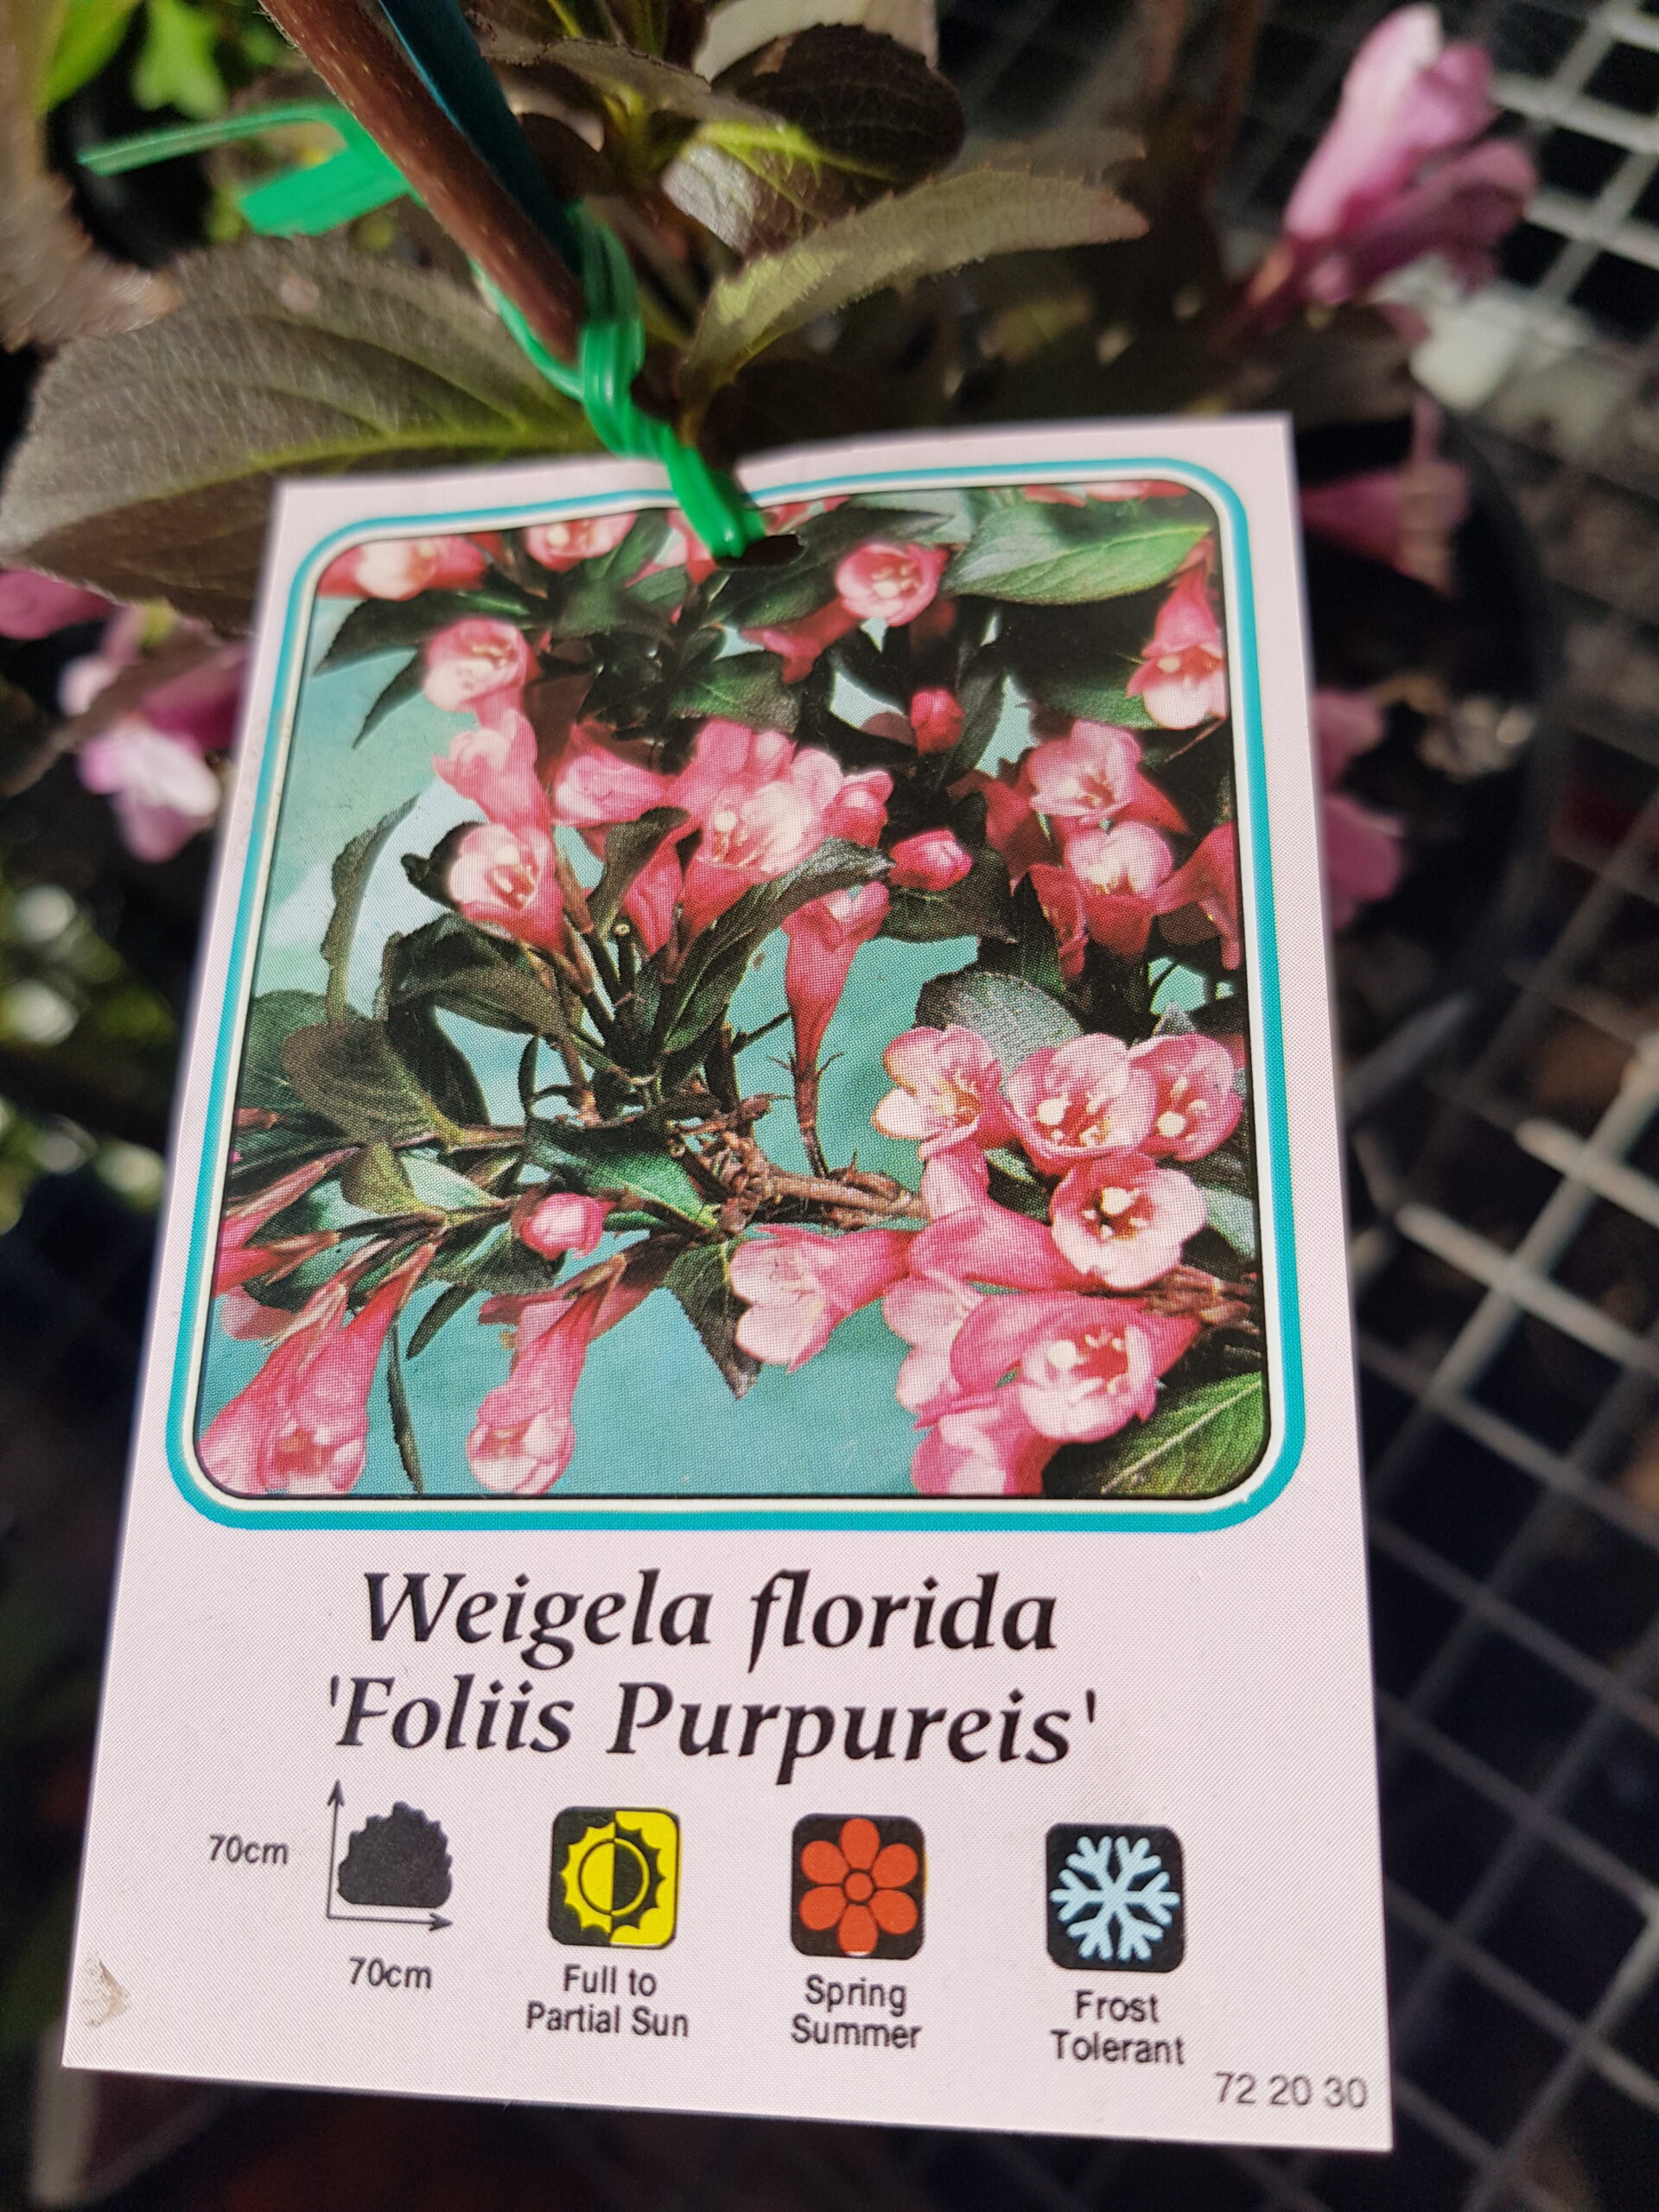 Weigela florida
'Foliis Purpureis'
70cm
70cm
Full to
Partial Sun
Spring
Summer
Frost
Tolerant
72 20 30